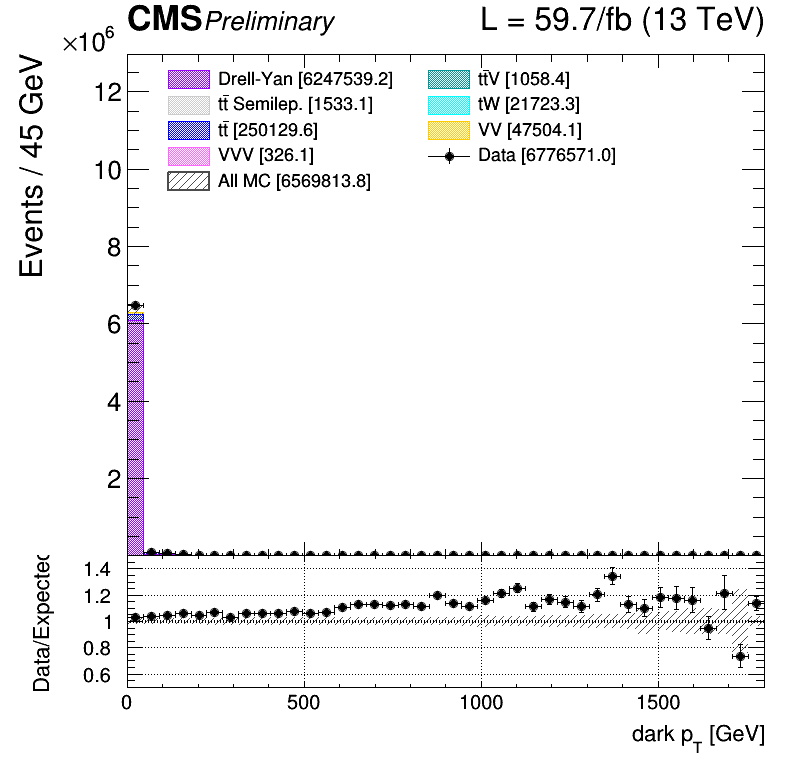 CMS Preliminary L = 59.7/fb (13 TeV)
×10⁶
Events / 45 GeV
Drell-Yan [6247539.2]
tt̄ Semilep. [1533.1]
tt̄ [250129.6]
VVV [326.1]
All MC [6569813.8]
tt̄V [1058.4]
tW [21723.3]
VV [47504.1]
Data [6776571.0]
12
10
8
6
4
2
Data/Expected
1.4
1.2
1
0.8
0.6
0 500 1000 1500
dark p_T [GeV]